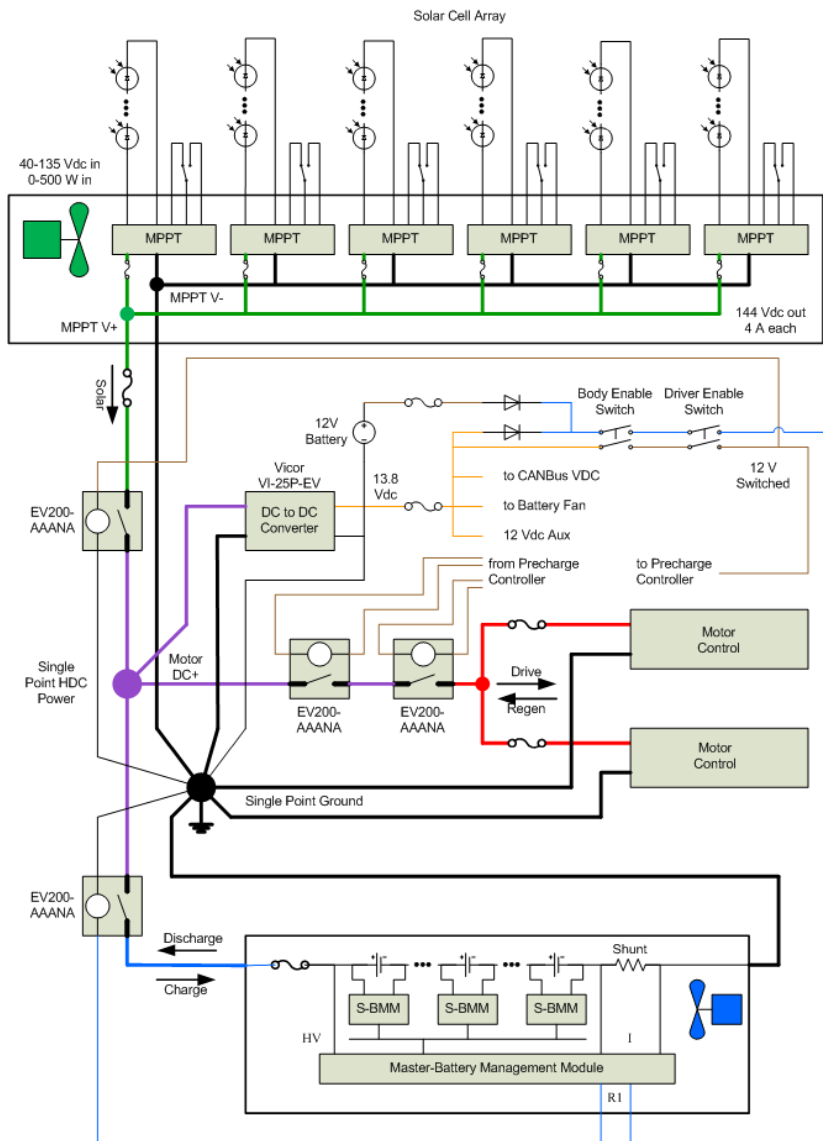 Solar Cell Array
40-135 Vdc in
0-500 W in
MPPT
MPPT
MPPT
MPPT
MPPT
MPPT
MPPT V-
MPPT V+
144 Vdc out
4 A each
Solar
12V
Battery
Body Enable
Switch
Driver Enable
Switch
Vicor
VI-25P-EV
13.8
Vdc
to CANBus VDC
12 V
Switched
EV200-
AAANA
DC to DC
Converter
to Battery Fan
12 Vdc Aux
from Precharge
Controller
to Precharge
Controller
Single
Point HDC
Power
Motor
DC+
Motor
Control
Drive
Regen
EV200-
AAANA
EV200-
AAANA
Motor
Control
Single Point Ground
EV200-
AAANA
Discharge
Charge
Shunt
S-BMM
S-BMM
S-BMM
HV
I
Master-Battery Management Module
R1